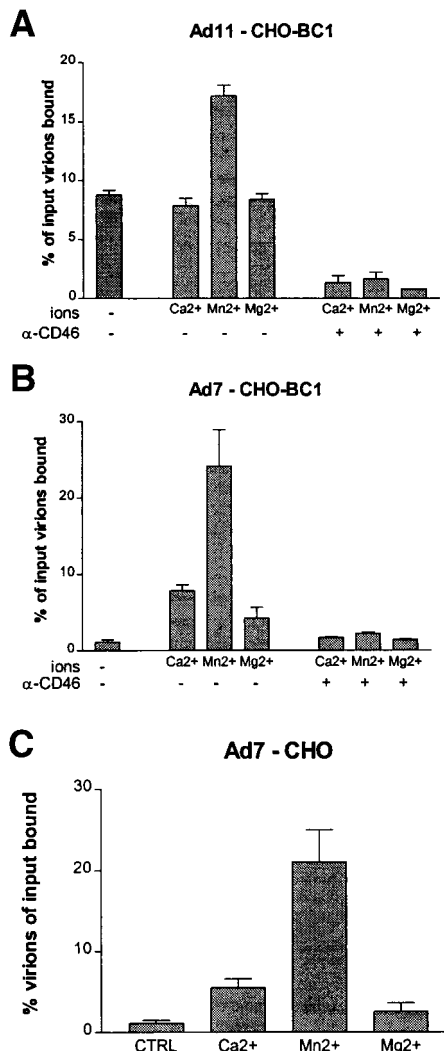 A
Ad11 - CHO-BC1
% of input virions bound
20
15
10
5
0
ions - Ca2+ Mn2+ Mg2+ Ca2+ Mn2+ Mg2+
α-CD46 - - - - + + +
B
Ad7 - CHO-BC1
% of input virions bound
30
20
10
0
ions - Ca2+ Mn2+ Mg2+ Ca2+ Mn2+ Mg2+
α-CD46 - - - - + + +
C
Ad7 - CHO
% virions of input bound
30
20
10
0
CTRL Ca2+ Mn2+ Mg2+